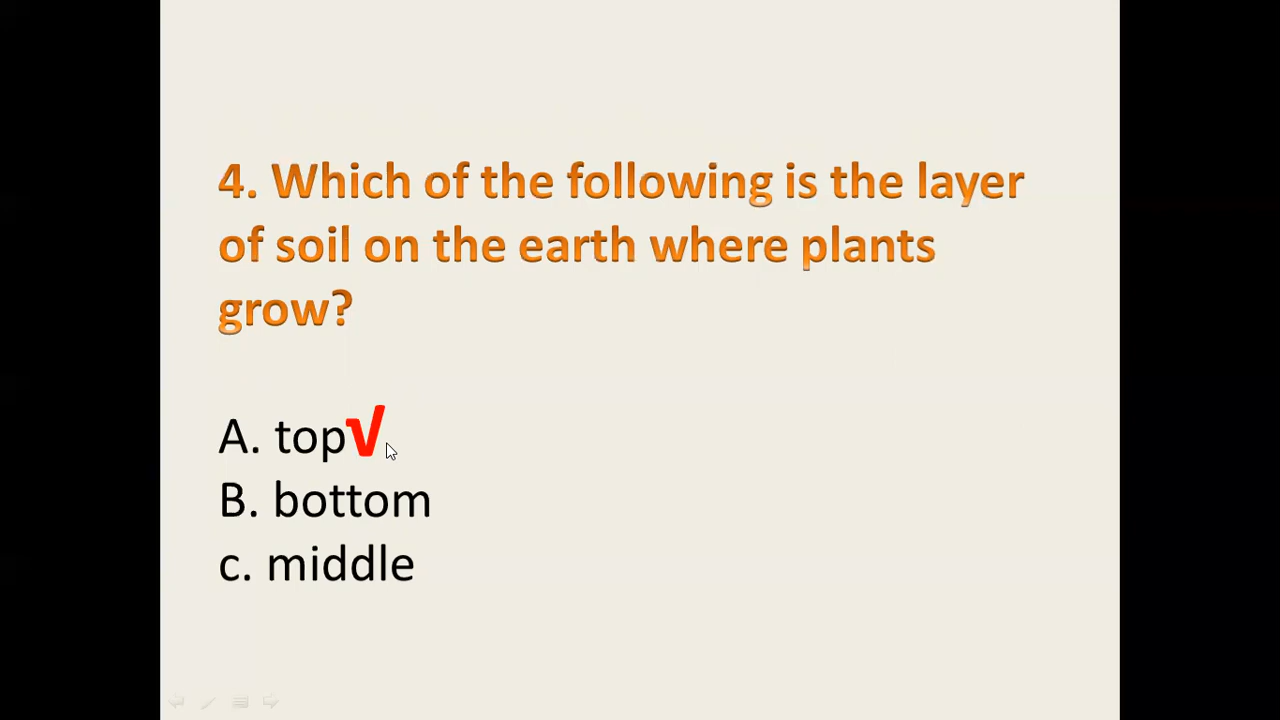 4. Which of the following is the layer
of soil on the earth where plants
grow?
A. top√
B. bottom
c. middle